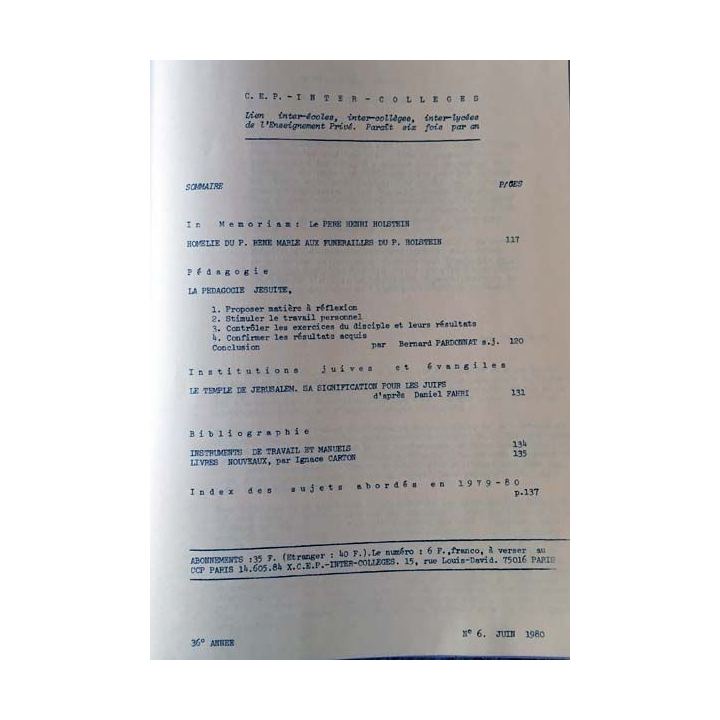 C.E.P.-INTER-COLLEGES
Lien inter-écoles, inter-collèges, inter-lycées
de l'Enseignement Privé. Paraît six fois par an
SOMMAIRE PAGES
In Memoriam: Le PERE HENRI HOLSTEIN
HOMELIE DU P. RENE MARLE AUX FUNERAILLES DU P. HOLSTEIN 117
Pédagogie
LA PEDAGOGIE JESUITE,
1. Proposer matière à réflexion
2. Stimuler le travail personnel
3. Contrôler les exercices du disciple et leurs résultats
4. Confirmer les résultats acquis
Conclusion par Bernard PARDONNAT s.j. 120
Institutions juives et évangiles
LE TEMPLE DE JERUSALEM. SA SIGNIFICATION POUR LES JUIFS
d'après Daniel FAHRI 131
Bibliographie
INSTRUMENTS DE TRAVAIL ET MANUELS 134
LIVRES NOUVEAUX, par Ignace CARTON 135
Index des sujets abordés en 1979-80
p.137
ABONNEMENTS :35 F. (Etranger : 40 F.).Le numéro : 6 F.,franco, à verser au
CCP PARIS 14.605.84 X.C.E.P.-INTER-COLLEGES. 15, rue Louis-David. 75016 PARIS
36° ANNEE N° 6. JUIN 1980